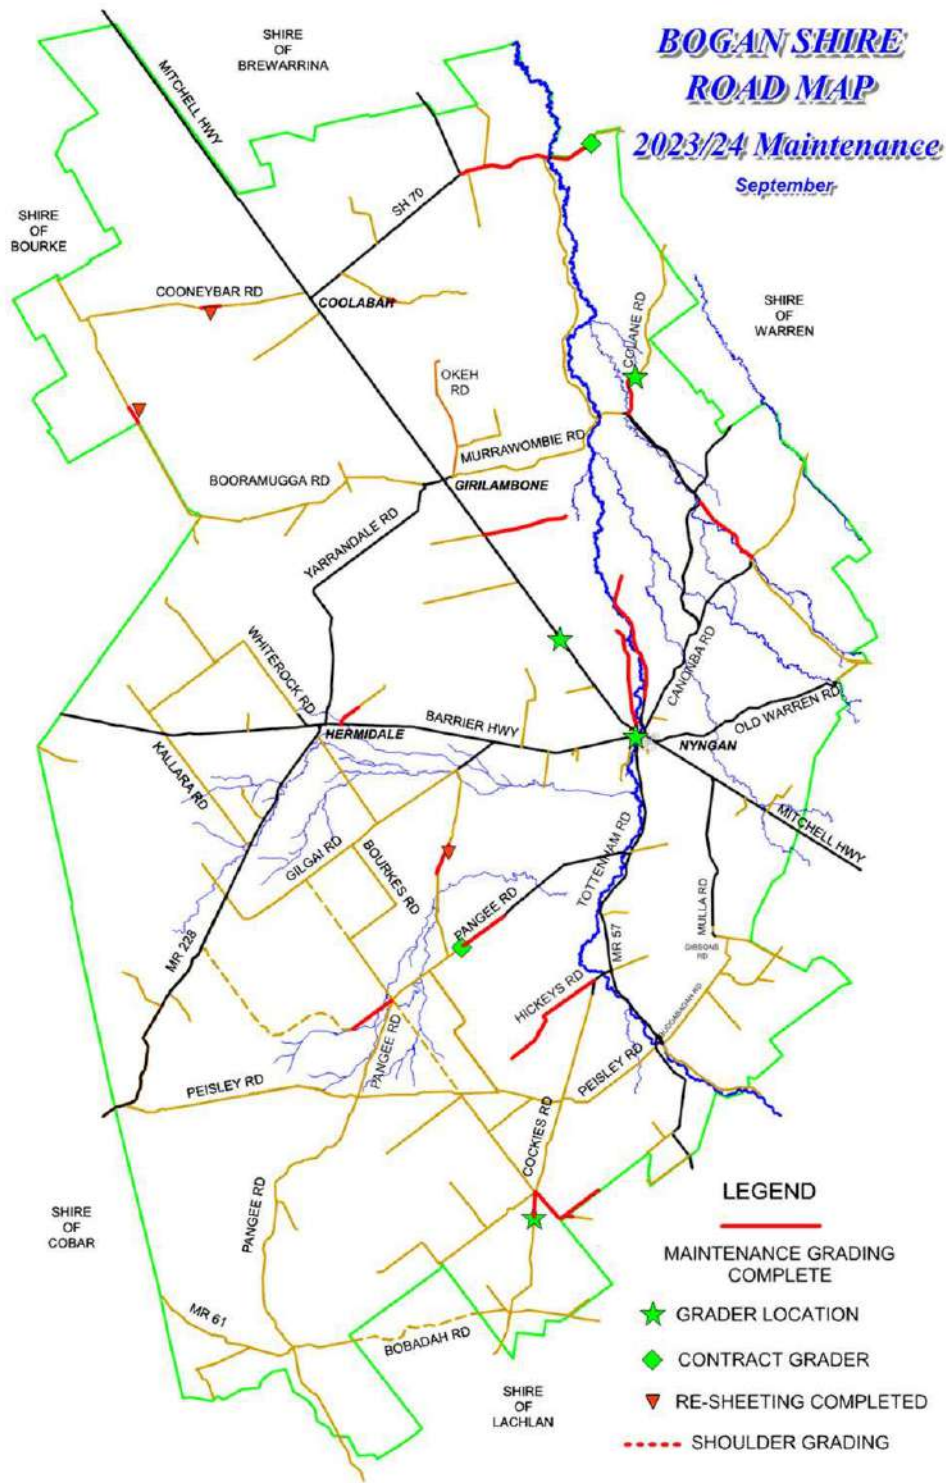 BOGAN SHIRE
ROAD MAP
2023/24 Maintenance
September
SHIRE
OF
BREWARRINA
MITCHELL HWY
SH 70
SHIRE
OF
BOURKE
COONEYBAR RD
COOLABAH
SHIRE
OF
WARREN
COLANE RD
OKEH
RD
MURRAWOMBIE RD
BOORAMUGGA RD
GIRILAMBONE
YARRANDALE RD
WHITEROCK RD
CANONBA RD
OLD WARREN RD
BARRIER HWY
HERMIDALE
NYNGAN
KALLARA RD
MITCHELL HWY
GILGAI RD
BOURKES RD
TOTTENHAM RD
PANGEE RD
MULLA RD
MR 228
MR 57
GIBSONS
RD
HICKEYS RD
BUDGABADAH RD
PANGEE RD
PEISLEY RD
PEISLEY RD
COCKIES RD
PANGEE RD
SHIRE
OF
COBAR
MR 61
BOBADAH RD
SHIRE
OF
LACHLAN
LEGEND
MAINTENANCE GRADING
COMPLETE
GRADER LOCATION
CONTRACT GRADER
RE-SHEETING COMPLETED
SHOULDER GRADING